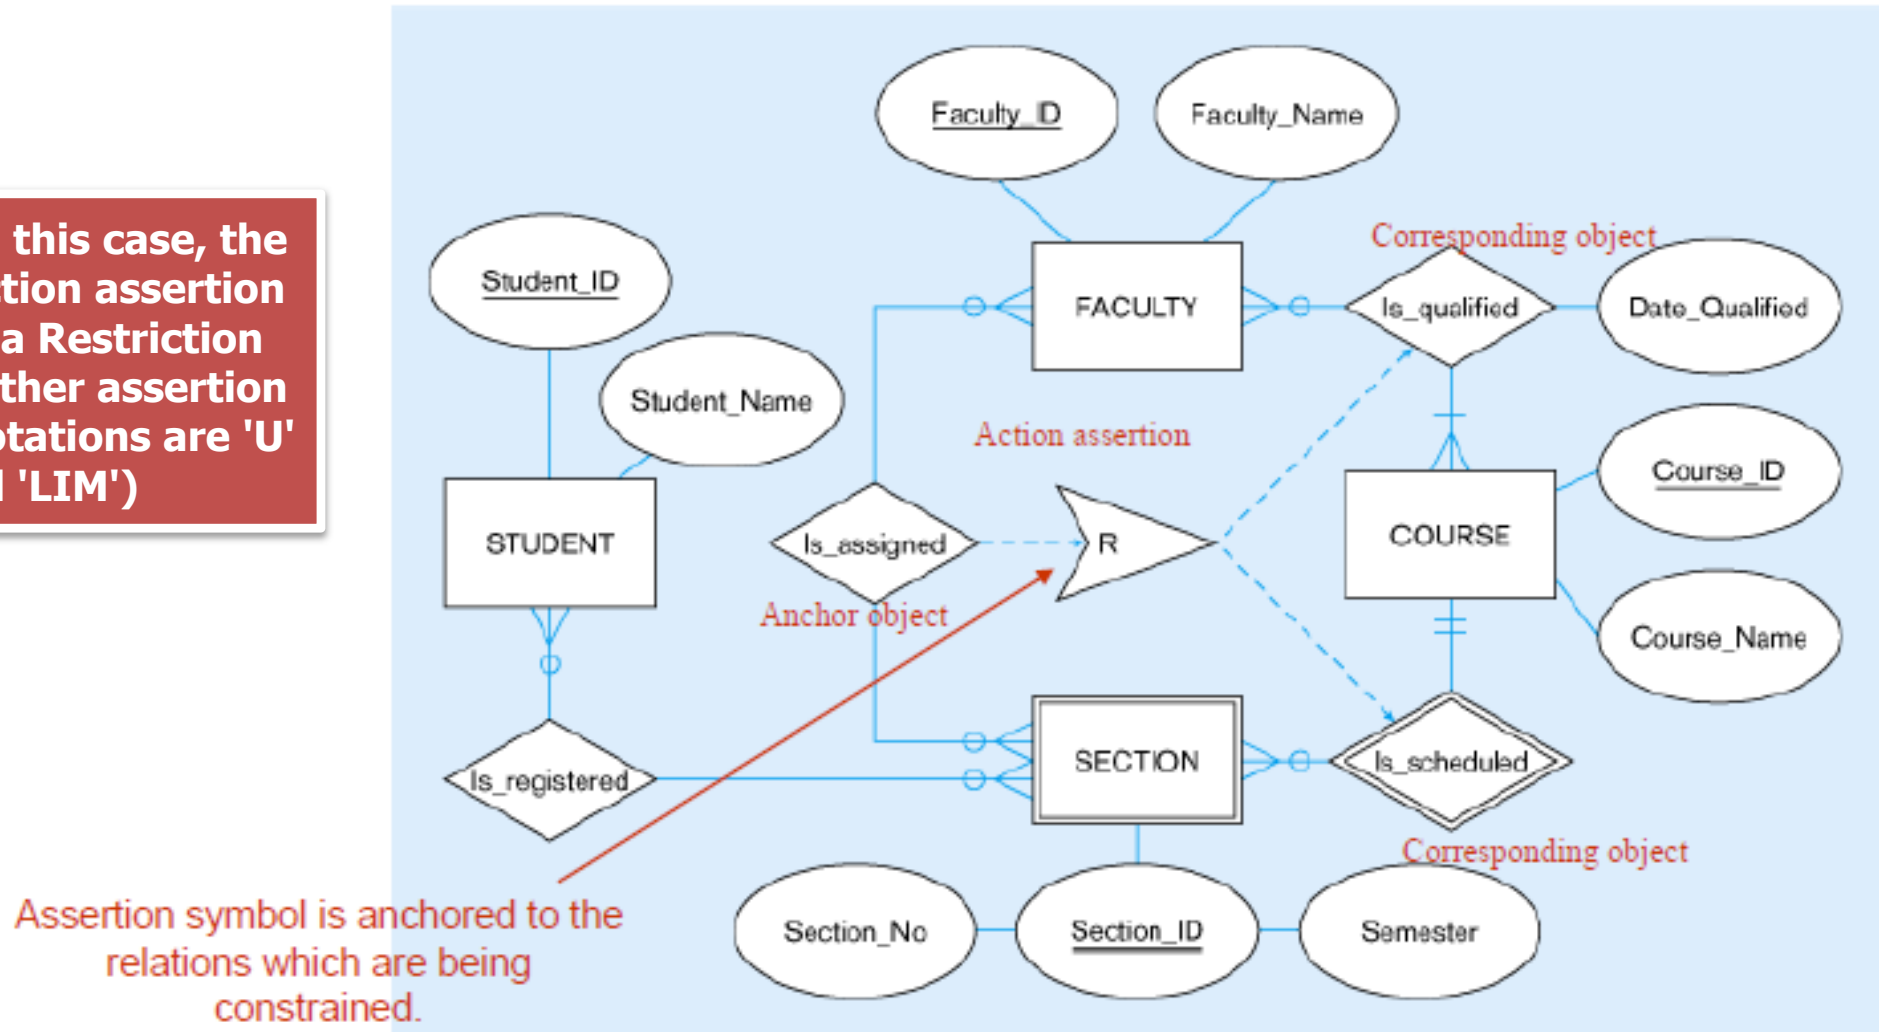 this case, the
tion assertion
a Restriction
ther assertion
otations are 'U'
'LIM')
Faculty_ID
Faculty_Name
Corresponding object
Student_ID
FACULTY
Is_qualified
Date_Qualified
Student_Name
Action assertion
Course_ID
STUDENT
Is_assigned
R
COURSE
Anchor object
Course_Name
Is_registered
SECTION
Is_scheduled
Corresponding object
Assertion symbol is anchored to the
relations which are being
constrained.
Section_No
Section_ID
Semester